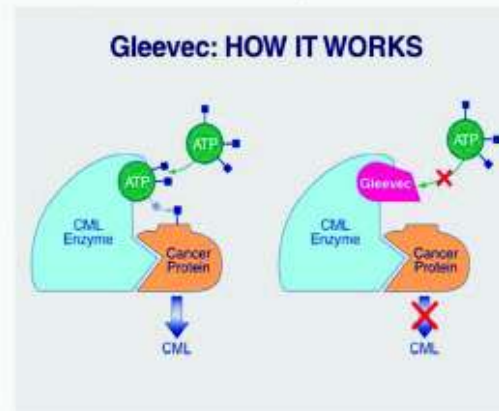 Gleevec: HOW IT WORKS
ATP
ATP
CML
Enzyme
Cancer
Protein
CML
ATP
Gleevec
CML
Enzyme
Cancer
Protein
CML